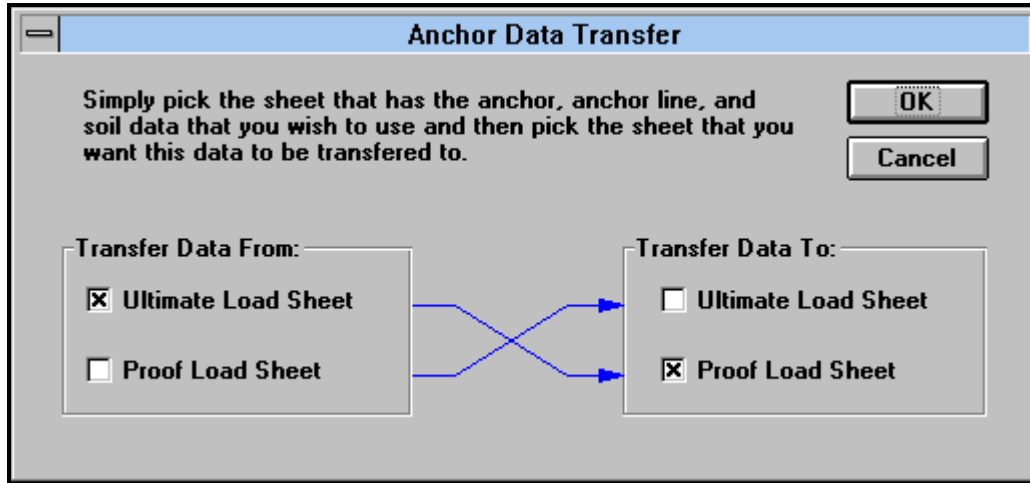 Anchor Data Transfer
Simply pick the sheet that has the anchor, anchor line, and
soil data that you wish to use and then pick the sheet that you
want this data to be transfered to.
OK
Cancel
Transfer Data From:
Ultimate Load Sheet
Proof Load Sheet
Transfer Data To:
Ultimate Load Sheet
Proof Load Sheet